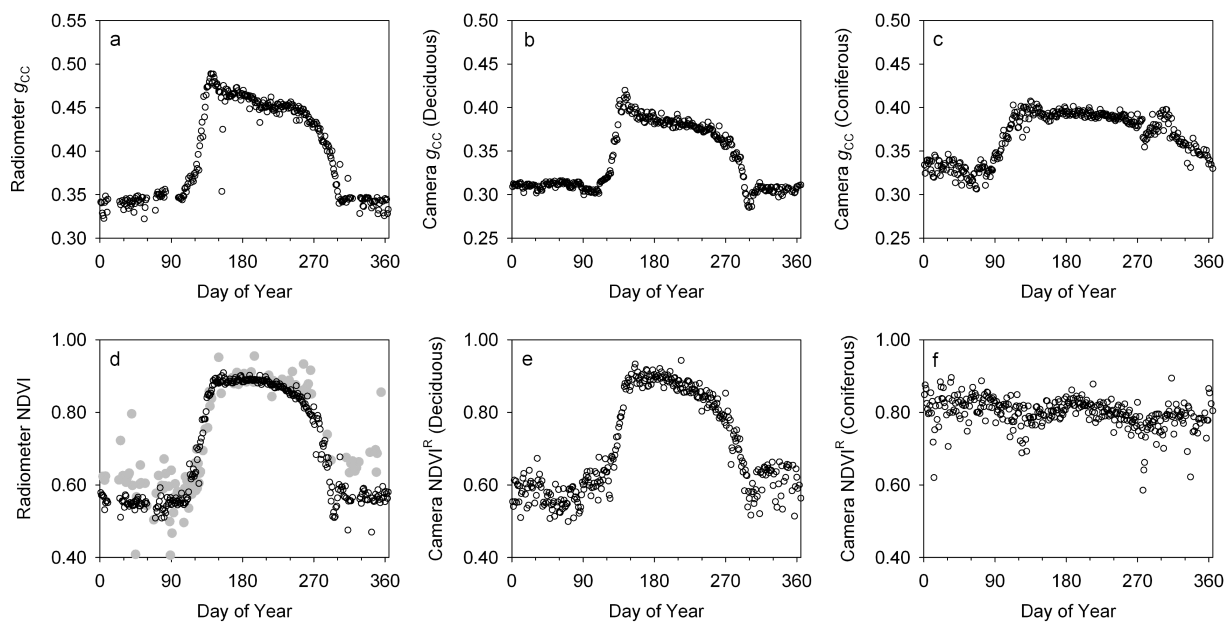 a
Radiometer gCC
0.55
0.50
0.45
0.40
0.35
0.30
0 90 180 270 360
Day of Year
b
Camera gCC (Deciduous)
0.50
0.45
0.40
0.35
0.30
0.25
0 90 180 270 360
Day of Year
c
Camera gCC (Coniferous)
0.50
0.45
0.40
0.35
0.30
0.25
0 90 180 270 360
Day of Year
d
Radiometer NDVI
1.00
0.80
0.60
0.40
0 90 180 270 360
Day of Year
e
Camera NDVIᴿ (Deciduous)
1.00
0.80
0.60
0.40
0 90 180 270 360
Day of Year
f
Camera NDVIᴿ (Coniferous)
1.00
0.80
0.60
0.40
0 90 180 270 360
Day of Year